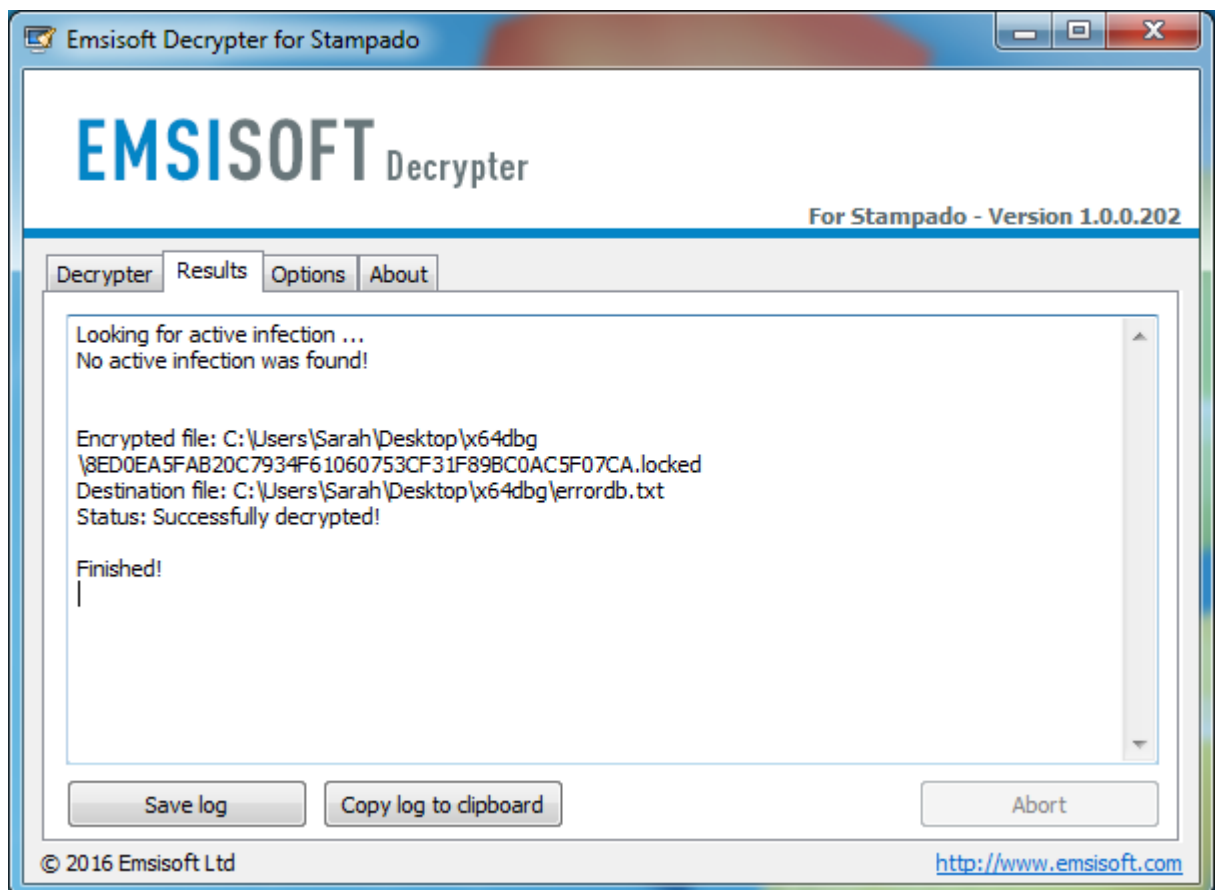 Emsisoft Decrypter for Stampado
EMSISOFT Decrypter
For Stampado - Version 1.0.0.202
Decrypter Results Options About
Looking for active infection ...
No active infection was found!
Encrypted file: C:\Users\Sarah\Desktop\x64dbg
\8ED0EA5FAB20C7934F61060753CF31F89BC0AC5F07CA.locked
Destination file: C:\Users\Sarah\Desktop\x64dbg\errordb.txt
Status: Successfully decrypted!
Finished!
Save log Copy log to clipboard Abort
© 2016 Emsisoft Ltd http://www.emsisoft.com